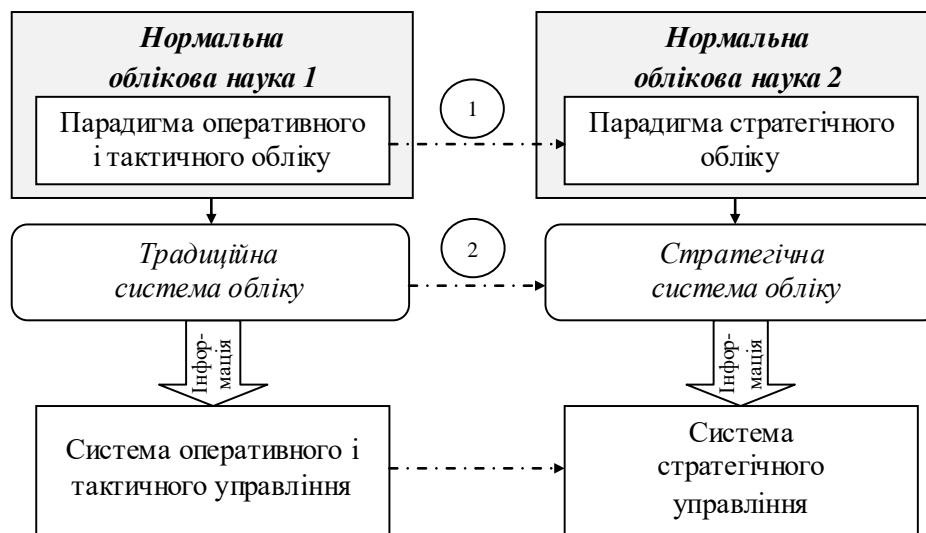 Нормальна
облікова наука 1
Парадигма оперативного
і тактичного обліку
1
Нормальна
облікова наука 2
Парадигма стратегічного
обліку
Традиційна
система обліку
2
Стратегічна
система обліку
Інфор-
мація
Інфор-
мація
Система оперативного і
тактичного управління
Система
стратегічного
управління